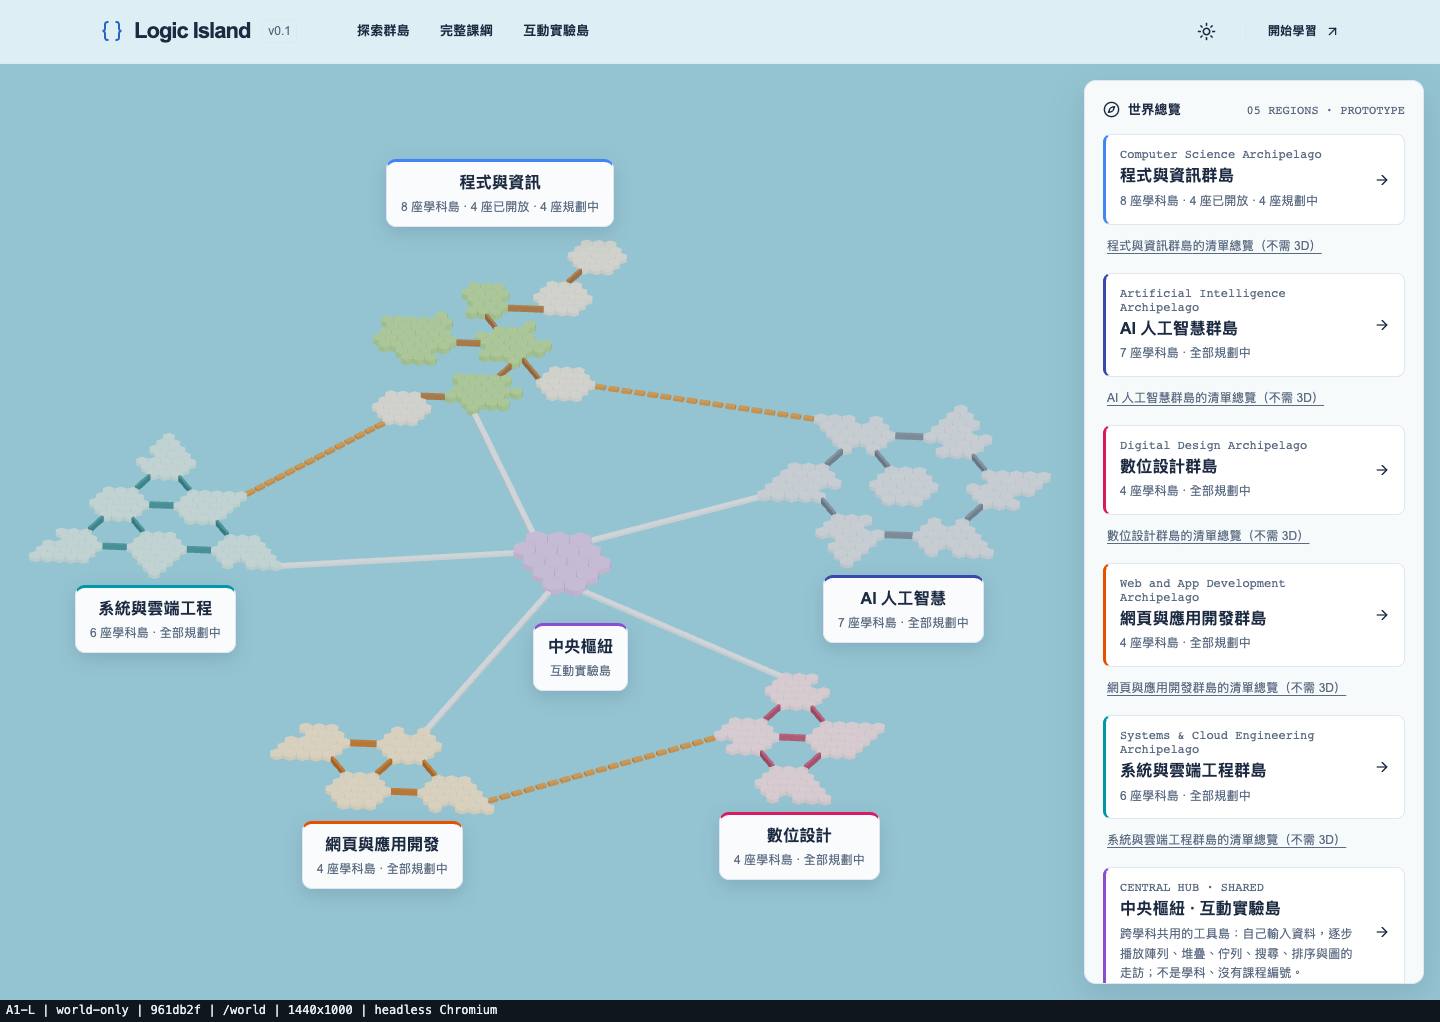 { } Logic Island v0.1 探索群島 完整課綱 互動實驗島 開始學習
世界總覽 05 REGIONS • PROTOTYPE
Computer Science Archipelago
程式與資訊群島
8 座學科島 · 4 座已開放 · 4 座規劃中
程式與資訊群島的清單總覽（不需 3D）
Artificial Intelligence
Archipelago
AI 人工智慧群島
7 座學科島 · 全部規劃中
AI 人工智慧群島的清單總覽（不需 3D）
Digital Design Archipelago
數位設計群島
4 座學科島 · 全部規劃中
數位設計群島的清單總覽（不需 3D）
Web and App Development
Archipelago
網頁與應用開發群島
4 座學科島 · 全部規劃中
網頁與應用開發群島的清單總覽（不需 3D）
Systems & Cloud Engineering
Archipelago
系統與雲端工程群島
6 座學科島 · 全部規劃中
系統與雲端工程群島的清單總覽（不需 3D）
CENTRAL HUB • SHARED
中央樞紐 · 互動實驗島
跨學科共用的工具島：自己輸入資料，逐步
播放陣列、堆疊、佇列、搜尋、排序與圖的
走訪；不是學科、沒有課程編號。
程式與資訊
8 座學科島 · 4 座已開放 · 4 座規劃中
系統與雲端工程
6 座學科島 · 全部規劃中
AI 人工智慧
7 座學科島 · 全部規劃中
中央樞紐
互動實驗島
網頁與應用開發
4 座學科島 · 全部規劃中
數位設計
4 座學科島 · 全部規劃中
A1-L | world-only | 961db2f | /world | 1440x1000 | headless Chromium